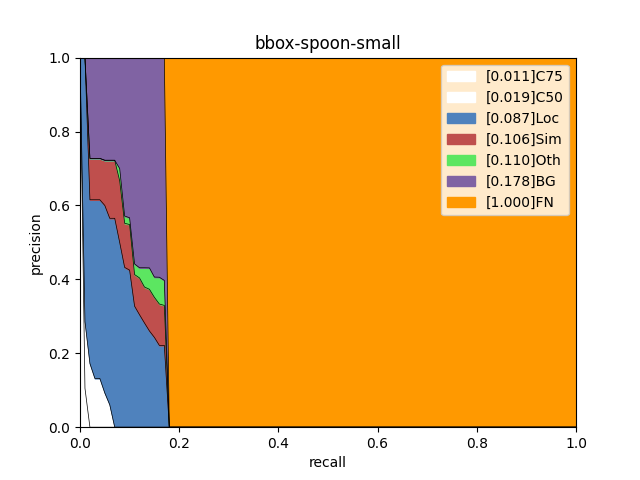 bbox-spoon-small
1.0
0.8
0.6
0.4
0.2
0.0
precision
[0.011]C75
[0.019]C50
[0.087]Loc
[0.106]Sim
[0.110]Oth
[0.178]BG
[1.000]FN
0.0 0.2 0.4 0.6 0.8 1.0
recall